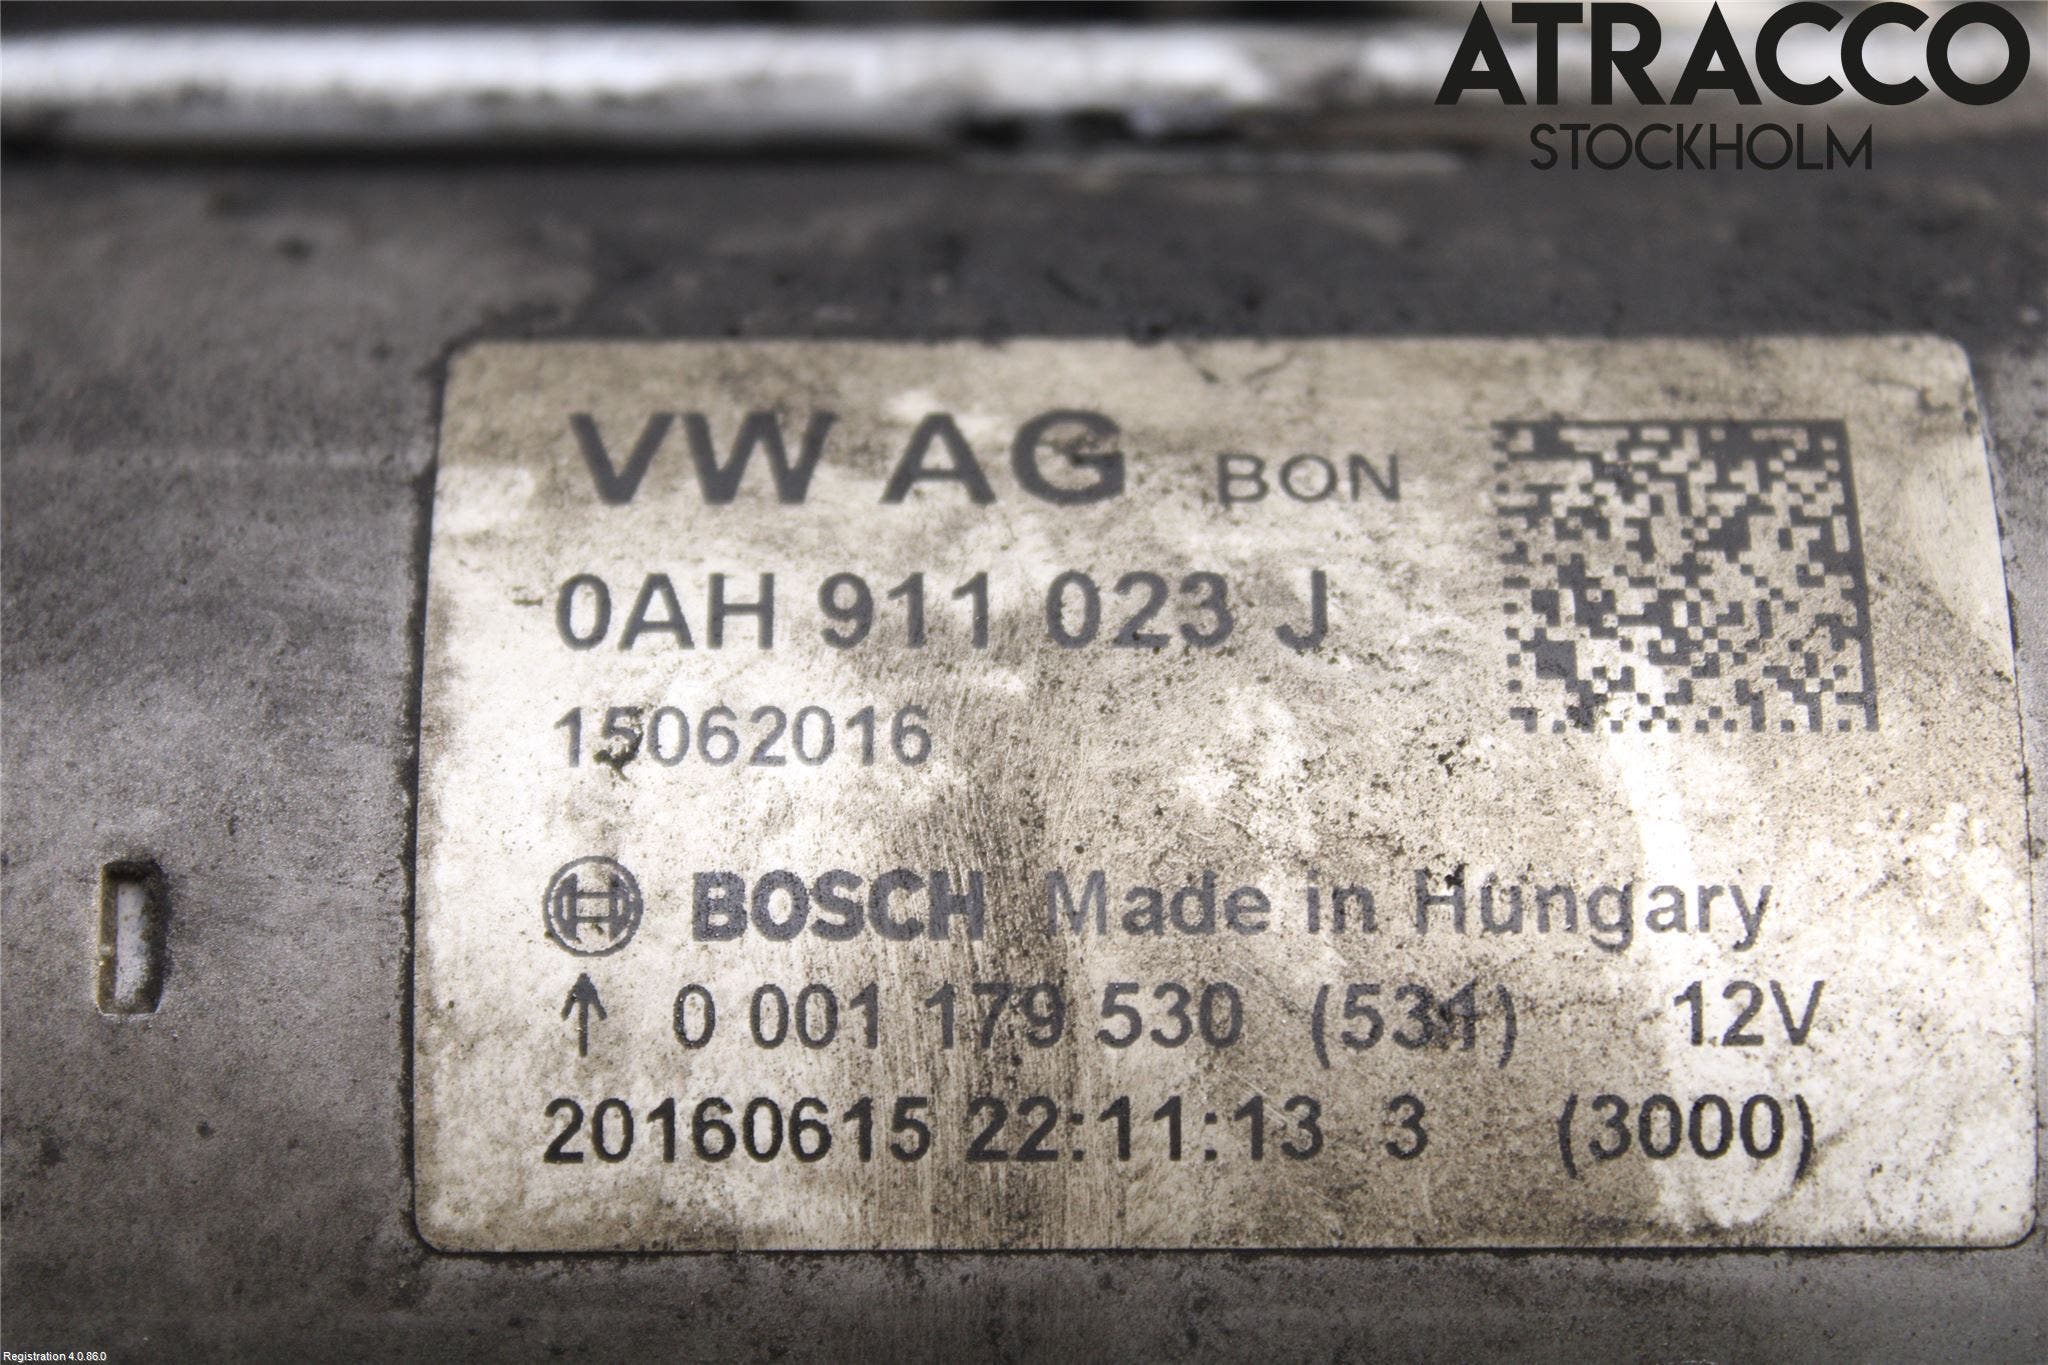 ATRACCO
STOCKHOLM
VW AG BON
0AH 911 023 J
15062016
BOSCH Made in Hungary
↑ 0 001 179 530 (531) 12V
20160615 22:11:13 3 (3000)
Registration 4.0.86.0